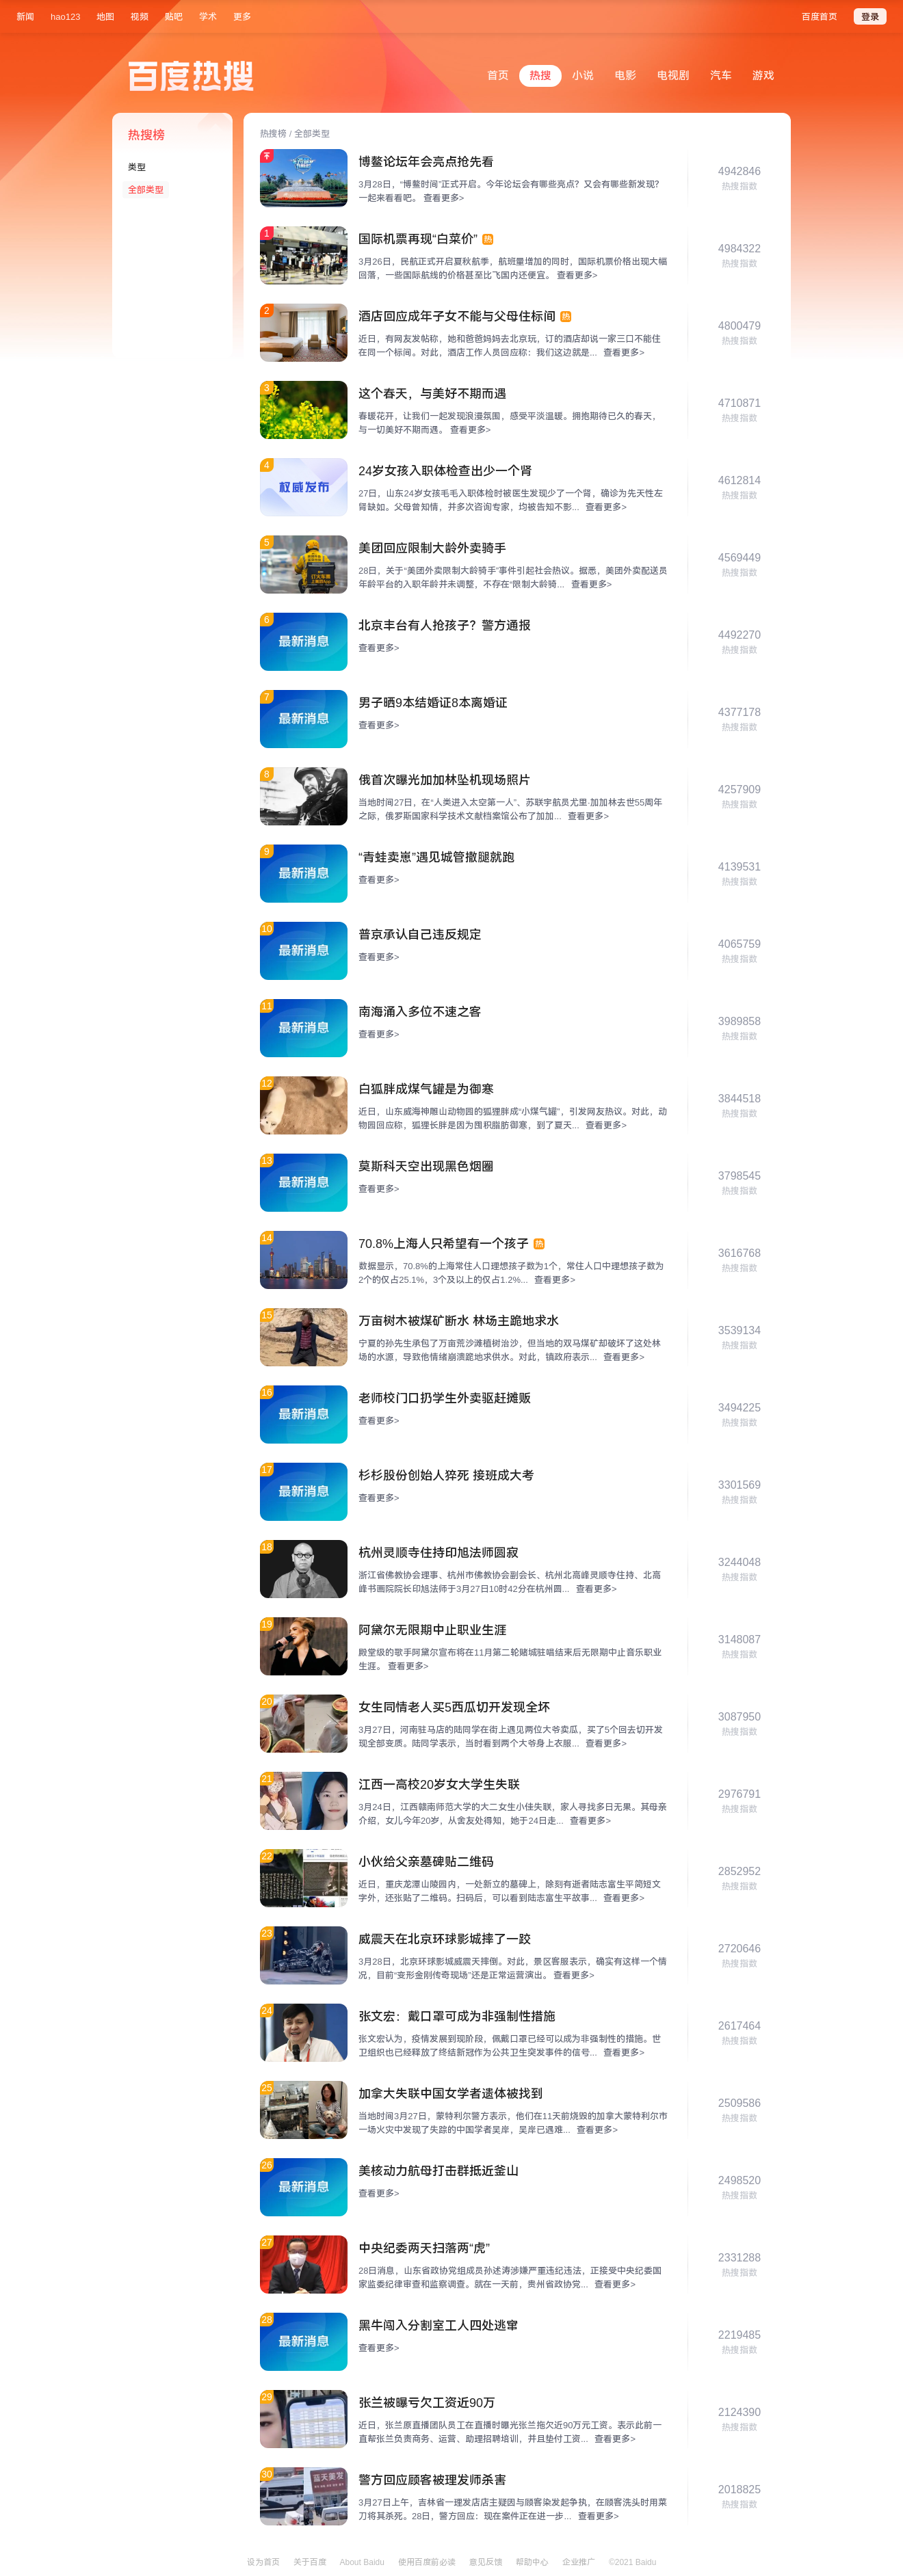 新闻 hao123 地图 视频 贴吧 学术 更多 百度首页 登录
百度热搜
首页 热搜 小说 电影 电视剧 汽车 游戏
热搜榜
类型
全部类型
热搜榜 / 全部类型
博鳌论坛年会亮点抢先看
3月28日，“博鳌时间”正式开启。今年论坛会有哪些亮点？又会有哪些新发现？
一起来看看吧。 查看更多>
4942846
热搜指数
1
国际机票再现“白菜价” 热
3月26日，民航正式开启夏秋航季，航班量增加的同时，国际机票价格出现大幅
回落，一些国际航线的价格甚至比飞国内还便宜。 查看更多>
4984322
热搜指数
2
酒店回应成年子女不能与父母住标间 热
近日，有网友发帖称，她和爸爸妈妈去北京玩，订的酒店却说一家三口不能住
在同一个标间。对此，酒店工作人员回应称：我们这边就是... 查看更多>
4800479
热搜指数
3
这个春天，与美好不期而遇
春暖花开，让我们一起发现浪漫氛围，感受平淡温暖。拥抱期待已久的春天，
与一切美好不期而遇。 查看更多>
4710871
热搜指数
4
权威发布
24岁女孩入职体检查出少一个肾
27日，山东24岁女孩毛毛入职体检时被医生发现少了一个肾，确诊为先天性左
肾缺如。父母曾知情，并多次咨询专家，均被告知不影... 查看更多>
4612814
热搜指数
5
美团回应限制大龄外卖骑手
28日，关于“美团外卖限制大龄骑手”事件引起社会热议。据悉，美团外卖配送员
年龄平台的入职年龄并未调整，不存在“限制大龄骑... 查看更多>
4569449
热搜指数
6
最新消息
北京丰台有人抢孩子？警方通报
查看更多>
4492270
热搜指数
7
最新消息
男子晒9本结婚证8本离婚证
查看更多>
4377178
热搜指数
8
俄首次曝光加加林坠机现场照片
当地时间27日，在“人类进入太空第一人”、苏联宇航员尤里·加加林去世55周年
之际，俄罗斯国家科学技术文献档案馆公布了加加... 查看更多>
4257909
热搜指数
9
最新消息
“青蛙卖崽”遇见城管撤腿就跑
查看更多>
4139531
热搜指数
10
最新消息
普京承认自己违反规定
查看更多>
4065759
热搜指数
11
最新消息
南海涌入多位不速之客
查看更多>
3989858
热搜指数
12
白狐胖成煤气罐是为御寒
近日，山东威海神雕山动物园的狐狸胖成“小煤气罐”，引发网友热议。对此，动
物园回应称，狐狸长胖是因为囤积脂肪御寒，到了夏天... 查看更多>
3844518
热搜指数
13
最新消息
莫斯科天空出现黑色烟圈
查看更多>
3798545
热搜指数
14
70.8%上海人只希望有一个孩子 热
数据显示，70.8%的上海常住人口理想孩子数为1个，常住人口中理想孩子数为
2个的仅占25.1%，3个及以上的仅占1.2%... 查看更多>
3616768
热搜指数
15
万亩树木被煤矿断水 林场主跪地求水
宁夏的孙先生承包了万亩荒沙滩植树治沙，但当地的双马煤矿却破坏了这处林
场的水源，导致他情绪崩溃跪地求供水。对此，镇政府表示... 查看更多>
3539134
热搜指数
16
最新消息
老师校门口扔学生外卖驱赶摊贩
查看更多>
3494225
热搜指数
17
最新消息
杉杉股份创始人猝死 接班成大考
查看更多>
3301569
热搜指数
18
杭州灵顺寺住持印旭法师圆寂
浙江省佛教协会理事、杭州市佛教协会副会长、杭州北高峰灵顺寺住持、北高
峰书画院院长印旭法师于3月27日10时42分在杭州圆... 查看更多>
3244048
热搜指数
19
阿黛尔无限期中止职业生涯
殿堂级的歌手阿黛尔宣布将在11月第二轮赌城驻唱结束后无限期中止音乐职业
生涯。 查看更多>
3148087
热搜指数
20
女生同情老人买5西瓜切开发现全坏
3月27日，河南驻马店的陆同学在街上遇见两位大爷卖瓜，买了5个回去切开发
现全部变质。陆同学表示，当时看到两个大爷身上衣服... 查看更多>
3087950
热搜指数
21
江西一高校20岁女大学生失联
3月24日，江西赣南师范大学的大二女生小佳失联，家人寻找多日无果。其母亲
介绍，女儿今年20岁，从舍友处得知，她于24日走... 查看更多>
2976791
热搜指数
22
小伙给父亲墓碑贴二维码
近日，重庆龙潭山陵园内，一处新立的墓碑上，除刻有逝者陆志富生平简短文
字外，还张贴了二维码。扫码后，可以看到陆志富生平故事... 查看更多>
2852952
热搜指数
23
威震天在北京环球影城摔了一跤
3月28日，北京环球影城威震天摔倒。对此，景区客服表示，确实有这样一个情
况，目前“变形金刚传奇现场”还是正常运营演出。 查看更多>
2720646
热搜指数
24
张文宏：戴口罩可成为非强制性措施
张文宏认为，疫情发展到现阶段，佩戴口罩已经可以成为非强制性的措施。世
卫组织也已经释放了终结新冠作为公共卫生突发事件的信号... 查看更多>
2617464
热搜指数
25
加拿大失联中国女学者遗体被找到
当地时间3月27日，蒙特利尔警方表示，他们在11天前烧毁的加拿大蒙特利尔市
一场火灾中发现了失踪的中国学者吴岸，吴岸已遇难... 查看更多>
2509586
热搜指数
26
最新消息
美核动力航母打击群抵近釜山
查看更多>
2498520
热搜指数
27
中央纪委两天扫落两“虎”
28日消息，山东省政协党组成员孙述涛涉嫌严重违纪违法，正接受中央纪委国
家监委纪律审查和监察调查。就在一天前，贵州省政协党... 查看更多>
2331288
热搜指数
28
最新消息
黑牛闯入分割室工人四处逃窜
查看更多>
2219485
热搜指数
29
张兰被曝亏欠工资近90万
近日，张兰原直播团队员工在直播时曝光张兰拖欠近90万元工资。表示此前一
直帮张兰负责商务、运营、助理招聘培训，并且垫付工资... 查看更多>
2124390
热搜指数
30
蓝天美发
警方回应顾客被理发师杀害
3月27日上午，吉林省一理发店店主疑因与顾客染发起争执，在顾客洗头时用菜
刀将其杀死。28日，警方回应：现在案件正在进一步... 查看更多>
2018825
热搜指数
设为首页 关于百度 About Baidu 使用百度前必读 意见反馈 帮助中心 企业推广 ©2021 Baidu